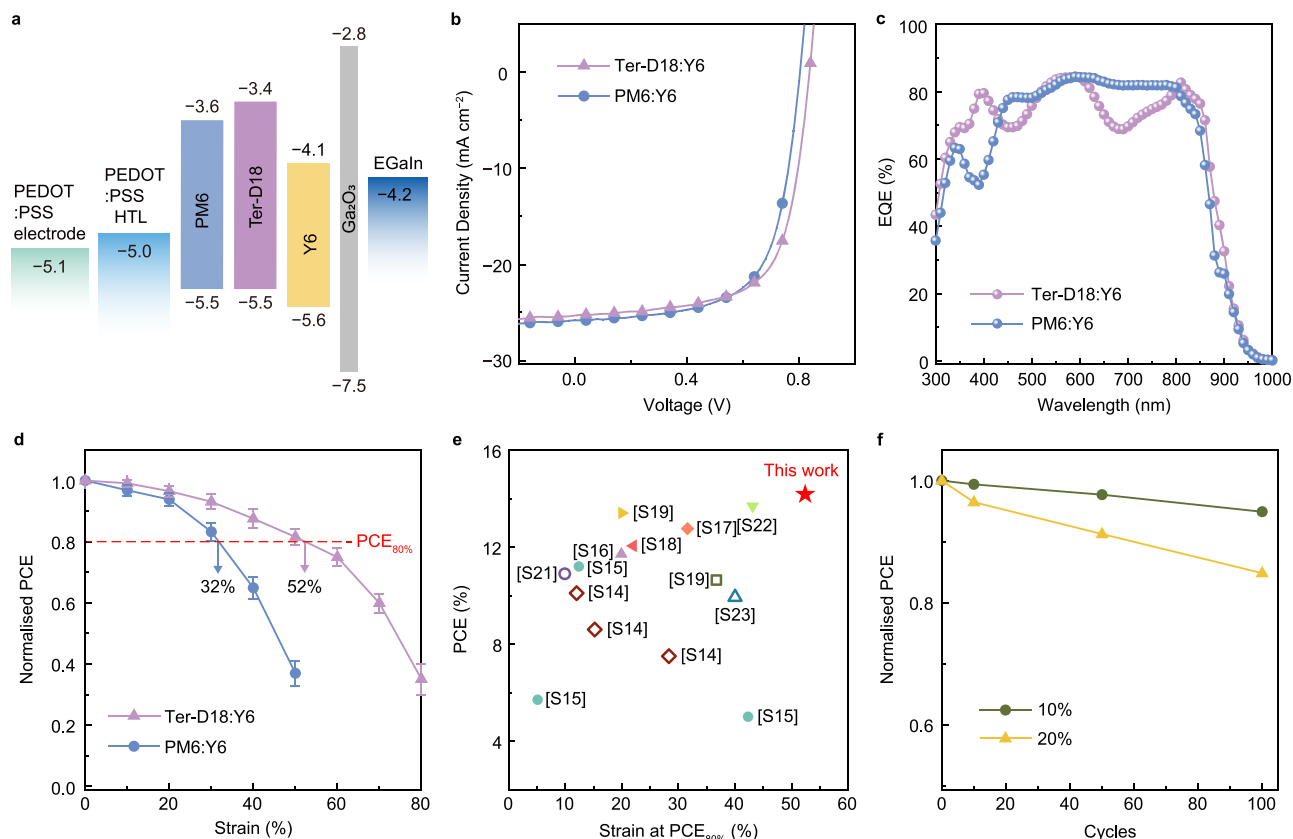 a
−2.8
−3.4
−3.6
−4.1
PEDOT
:PSS
electrode
−5.1
PEDOT
:PSS
HTL
−5.0
PM6
−5.5
Ter-D18
−5.5
Y6
−5.6
Ga₂O₃
−7.5
EGaIn
−4.2
b
Ter-D18:Y6
PM6:Y6
Current Density (mA cm⁻²)
0
−10
−20
−30
0.0
0.4
0.8
Voltage (V)
c
EQE (%)
100
80
60
40
20
0
Ter-D18:Y6
PM6:Y6
300 400 500 600 700 800 900 1000
Wavelength (nm)
d
Normalised PCE
1.0
0.8
0.6
0.4
0.2
0.0
PCE₈₀%
32%
52%
Ter-D18:Y6
PM6:Y6
0 20 40 60 80
Strain (%)
e
PCE (%)
16
12
8
4
This work
[S19]
[S17]
[S22]
[S18]
[S16]
[S15]
[S21]
[S14]
[S19]
[S23]
[S14]
[S14]
[S15]
[S15]
0 10 20 30 40 50 60
Strain at PCE₈₀% (%)
f
Normalised PCE
1.0
0.8
0.6
10%
20%
0 20 40 60 80 100
Cycles